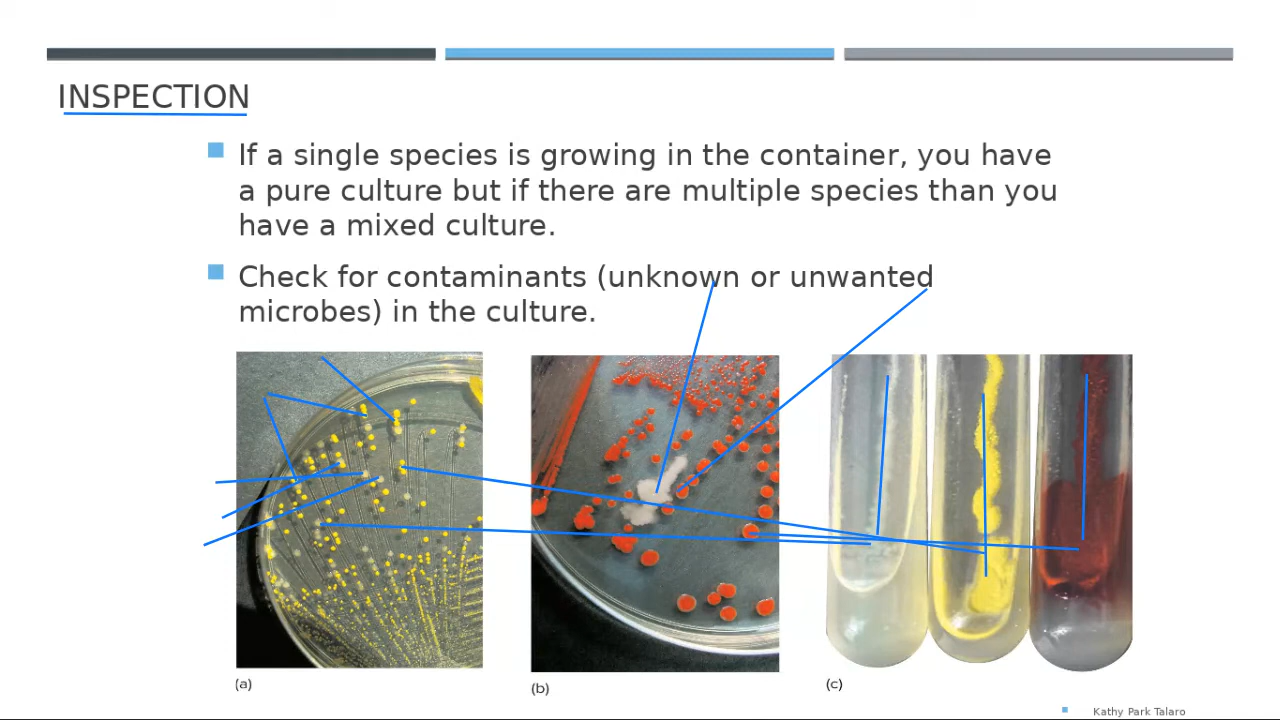 INSPECTION
If a single species is growing in the container, you have
a pure culture but if there are multiple species than you
have a mixed culture.
Check for contaminants (unknown or unwanted
microbes) in the culture.
(a)
(b)
(c)
Kathy Park Talaro